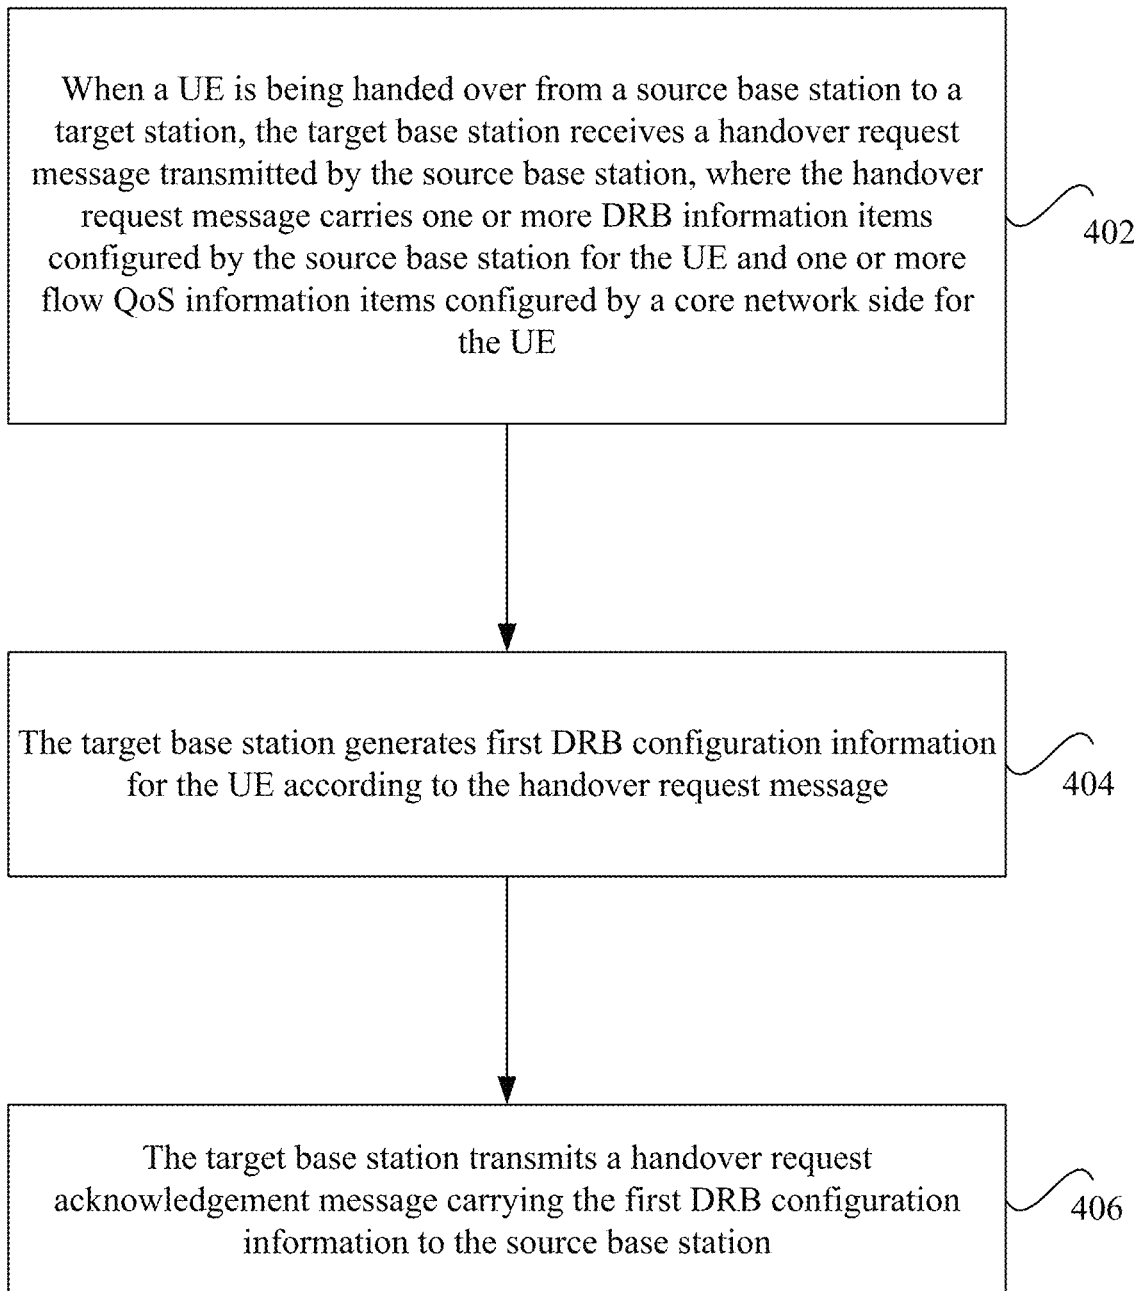 When a UE is being handed over from a source base station to a
target station, the target base station receives a handover request
message transmitted by the source base station, where the handover
request message carries one or more DRB information items
configured by the source base station for the UE and one or more
flow QoS information items configured by a core network side for
the UE
402
The target base station generates first DRB configuration information
for the UE according to the handover request message
404
The target base station transmits a handover request
acknowledgement message carrying the first DRB configuration
information to the source base station
406